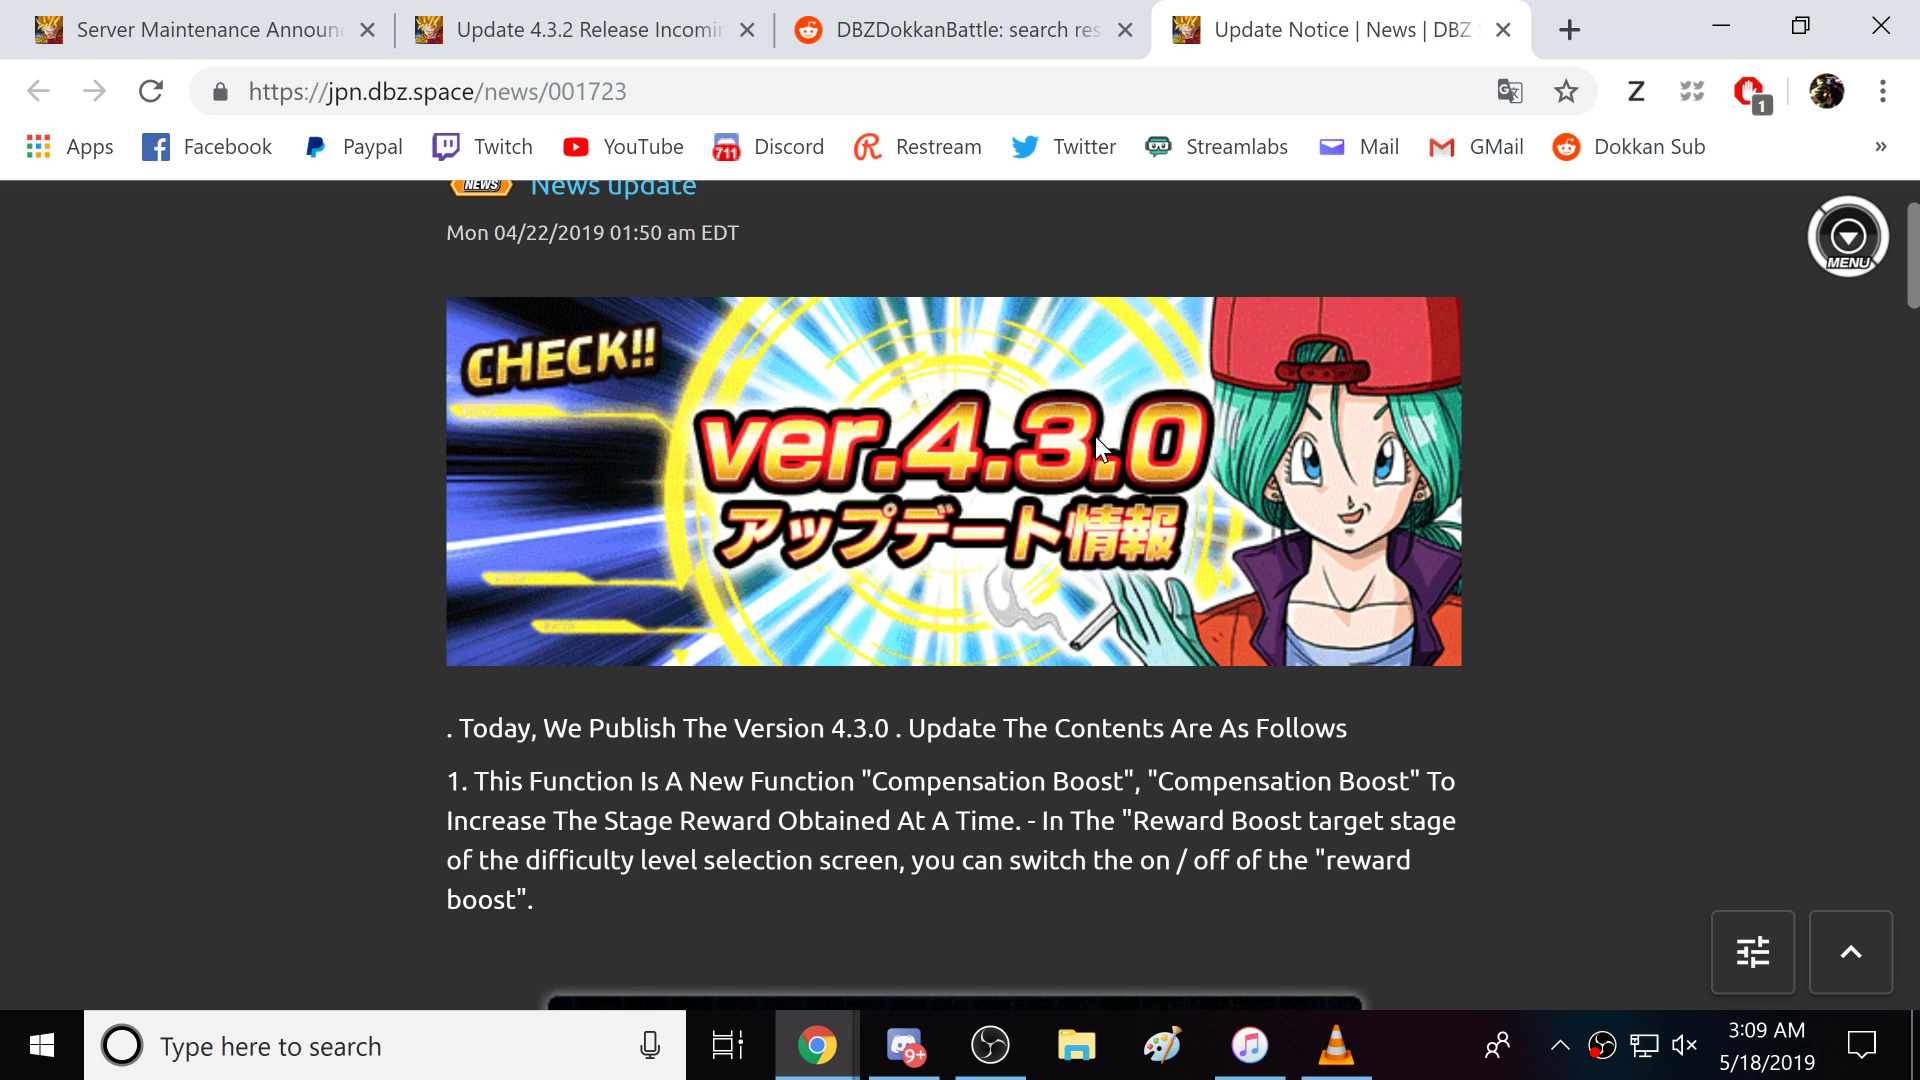 Server Maintenance Announc
Update 4.3.2 Release Incomin
DBZDokkanBattle: search res
Update Notice | News | DBZ S
https://jpn.dbz.space/news/001723
Z
1
Apps
Facebook
Paypal
Twitch
711
Discord
Restream
Twitter
Streamlabs
Mail
GMail
Dokkan Sub
»
NEWS
News update
Mon 04/22/2019 01:50 am EDT
MENU
CHECK!!
ver.4.3.0
アップデート情報
. Today, We Publish The Version 4.3.0 . Update The Contents Are As Follows
1. This Function Is A New Function "Compensation Boost", "Compensation Boost" To
Increase The Stage Reward Obtained At A Time. - In The "Reward Boost target stage
of the difficulty level selection screen, you can switch the on / off of the "reward
boost".
Type here to search
9+
3:09 AM
5/18/2019